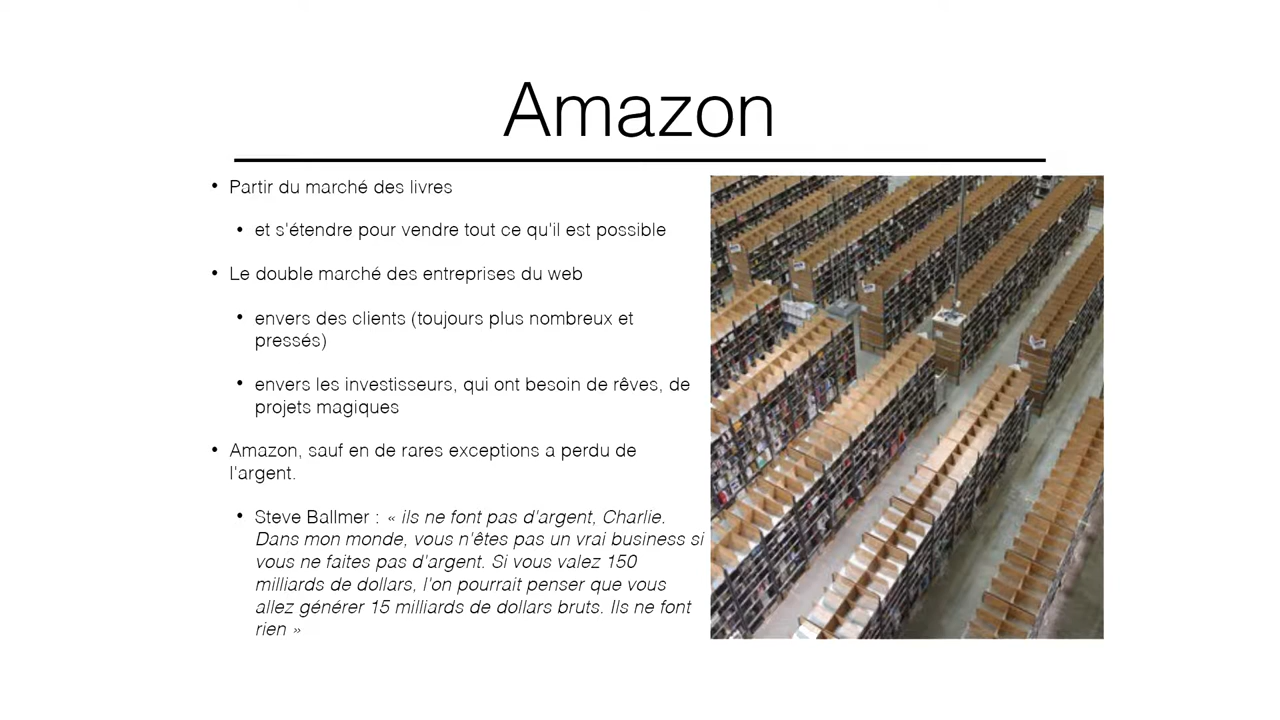 Amazon
• Partir du marché des livres
• et s'étendre pour vendre tout ce qu'il est possible
• Le double marché des entreprises du web
• envers des clients (toujours plus nombreux et
pressés)
• envers les investisseurs, qui ont besoin de rêves, de
projets magiques
• Amazon, sauf en de rares exceptions a perdu de
l'argent.
• Steve Ballmer : « ils ne font pas d'argent, Charlie.
Dans mon monde, vous n'êtes pas un vrai business si
vous ne faites pas d'argent. Si vous valez 150
milliards de dollars, l'on pourrait penser que vous
allez générer 15 milliards de dollars bruts. Ils ne font
rien »